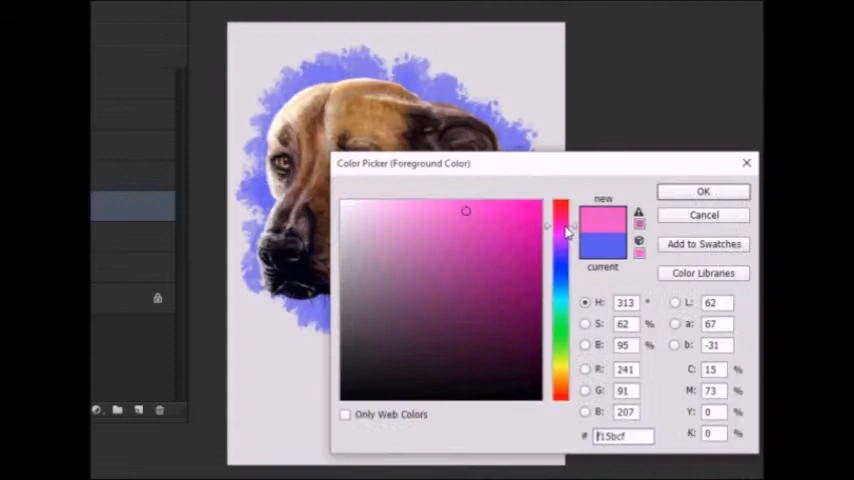 Color Picker (Foreground Color)
new
current
OK
Cancel
Add to Swatches
Color Libraries
H: 313 °
S: 62 %
B: 95 %
R: 241
G: 91
B: 207
L: 62
a: 67
b: -31
C: 15 %
M: 73 %
Y: 0 %
K: 0 %
# f15bcf
Only Web Colors